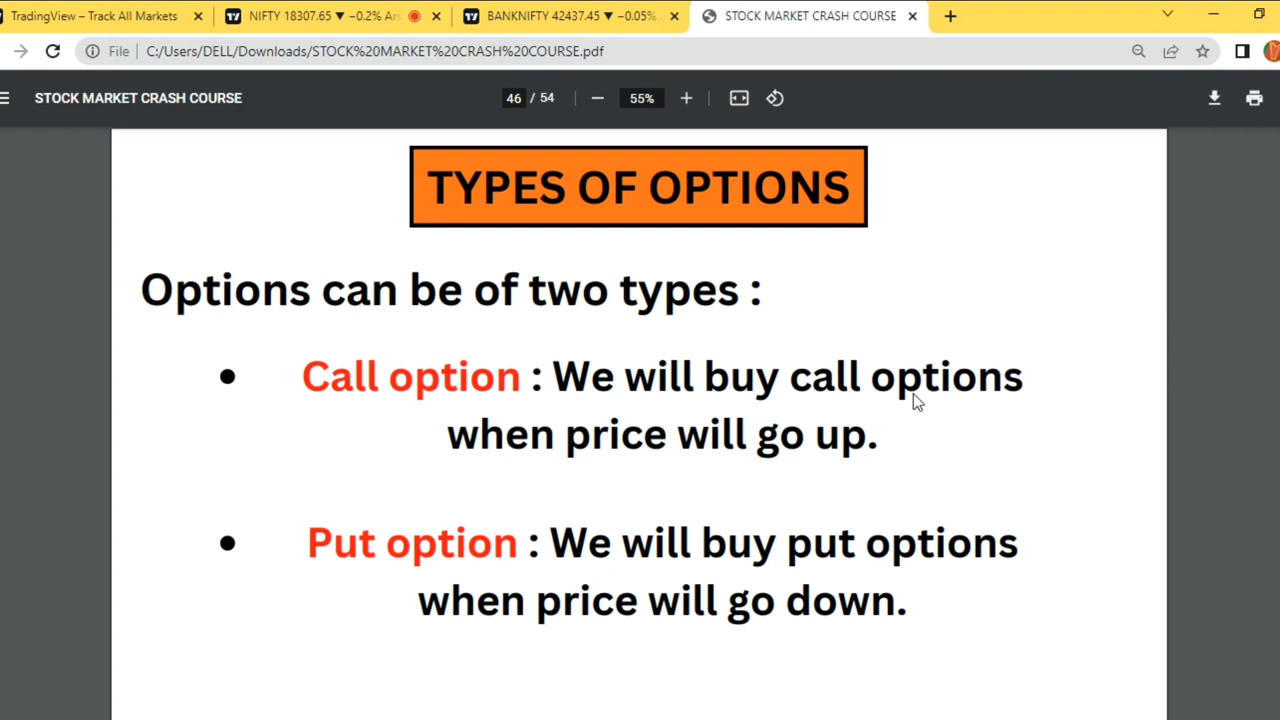 TradingView – Track All Markets
NIFTY 18307.65 ▼ −0.2%
BANKNIFTY 42437.45 ▼ −0.05%
STOCK MARKET CRASH COURSE
File
C:/Users/DELL/Downloads/STOCK%20MARKET%20CRASH%20COURSE.pdf
STOCK MARKET CRASH COURSE
46 / 54
55%
TYPES OF OPTIONS
Options can be of two types :
• Call option : We will buy call options
when price will go up.
• Put option : We will buy put options
when price will go down.